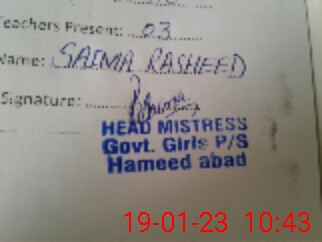 Teachers Present: 03
Name: SAIMA RASHEED
Signature:
HEAD MISTRESS
Govt. Girls P/S
Hameed abad
19-01-23 10:43